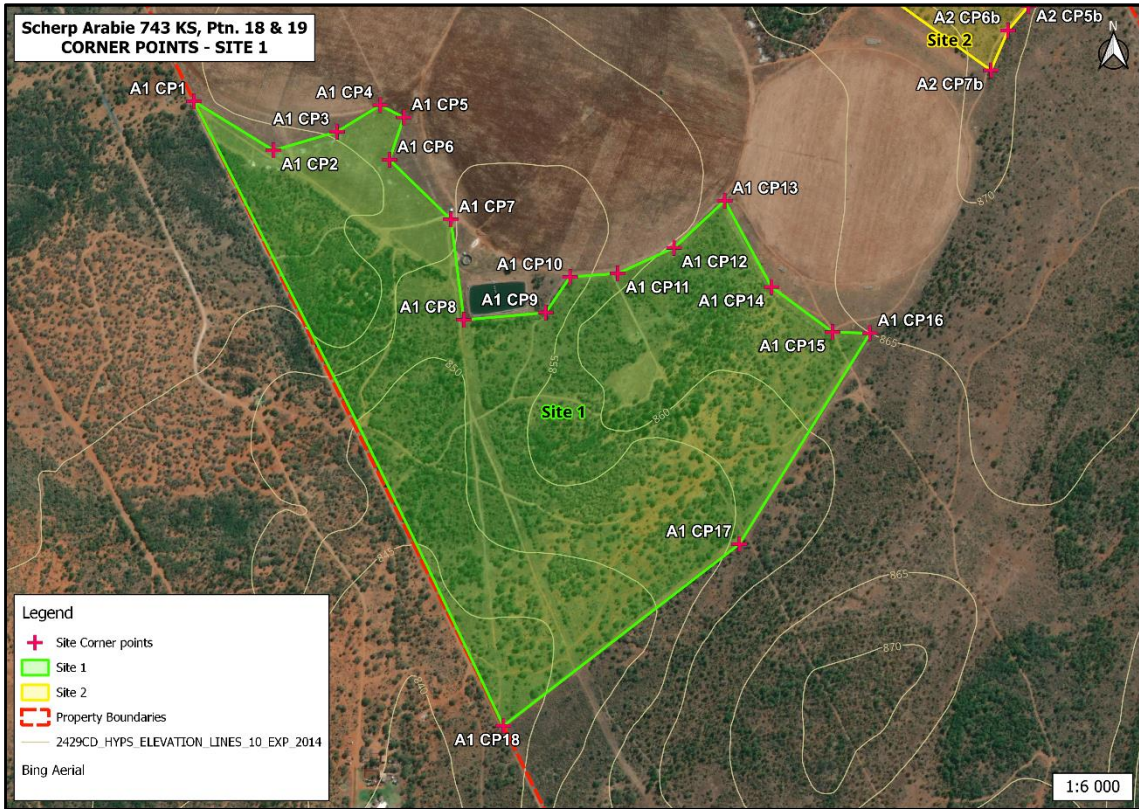 Scherp Arabie 743 KS, Ptn. 18 & 19
CORNER POINTS - SITE 1
A2 CP6b
A2 CP5b
Site 2
N
A2 CP7b
A1 CP1
A1 CP4
A1 CP5
A1 CP3
A1 CP2
A1 CP6
870
A1 CP13
A1 CP7
A1 CP12
A1 CP10
A1 CP11
A1 CP14
A1 CP9
A1 CP8
A1 CP16
A1 CP15
865
855
850
860
Site 1
A1 CP17
845
865
870
840
A1 CP18
Legend
Site Corner points
Site 1
Site 2
Property Boundaries
2429CD_HYPS_ELEVATION_LINES_10_EXP_2014
Bing Aerial
1:6 000